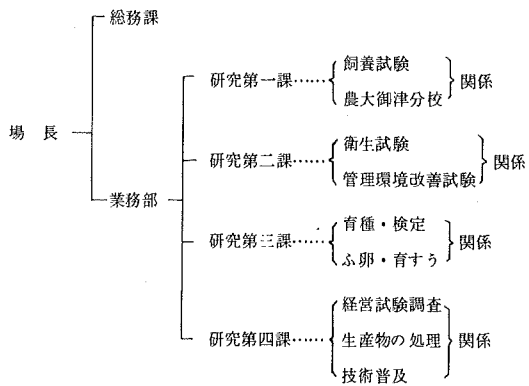 総務課
場長
業務部
研究第一課……
飼養試験
農大御津分校
関係
研究第二課……
衛生試験
管理環境改善試験
関係
研究第三課……
育種・検定
ふ卵・育すう
関係
研究第四課……
経営試験調査
生産物の処理
技術普及
関係